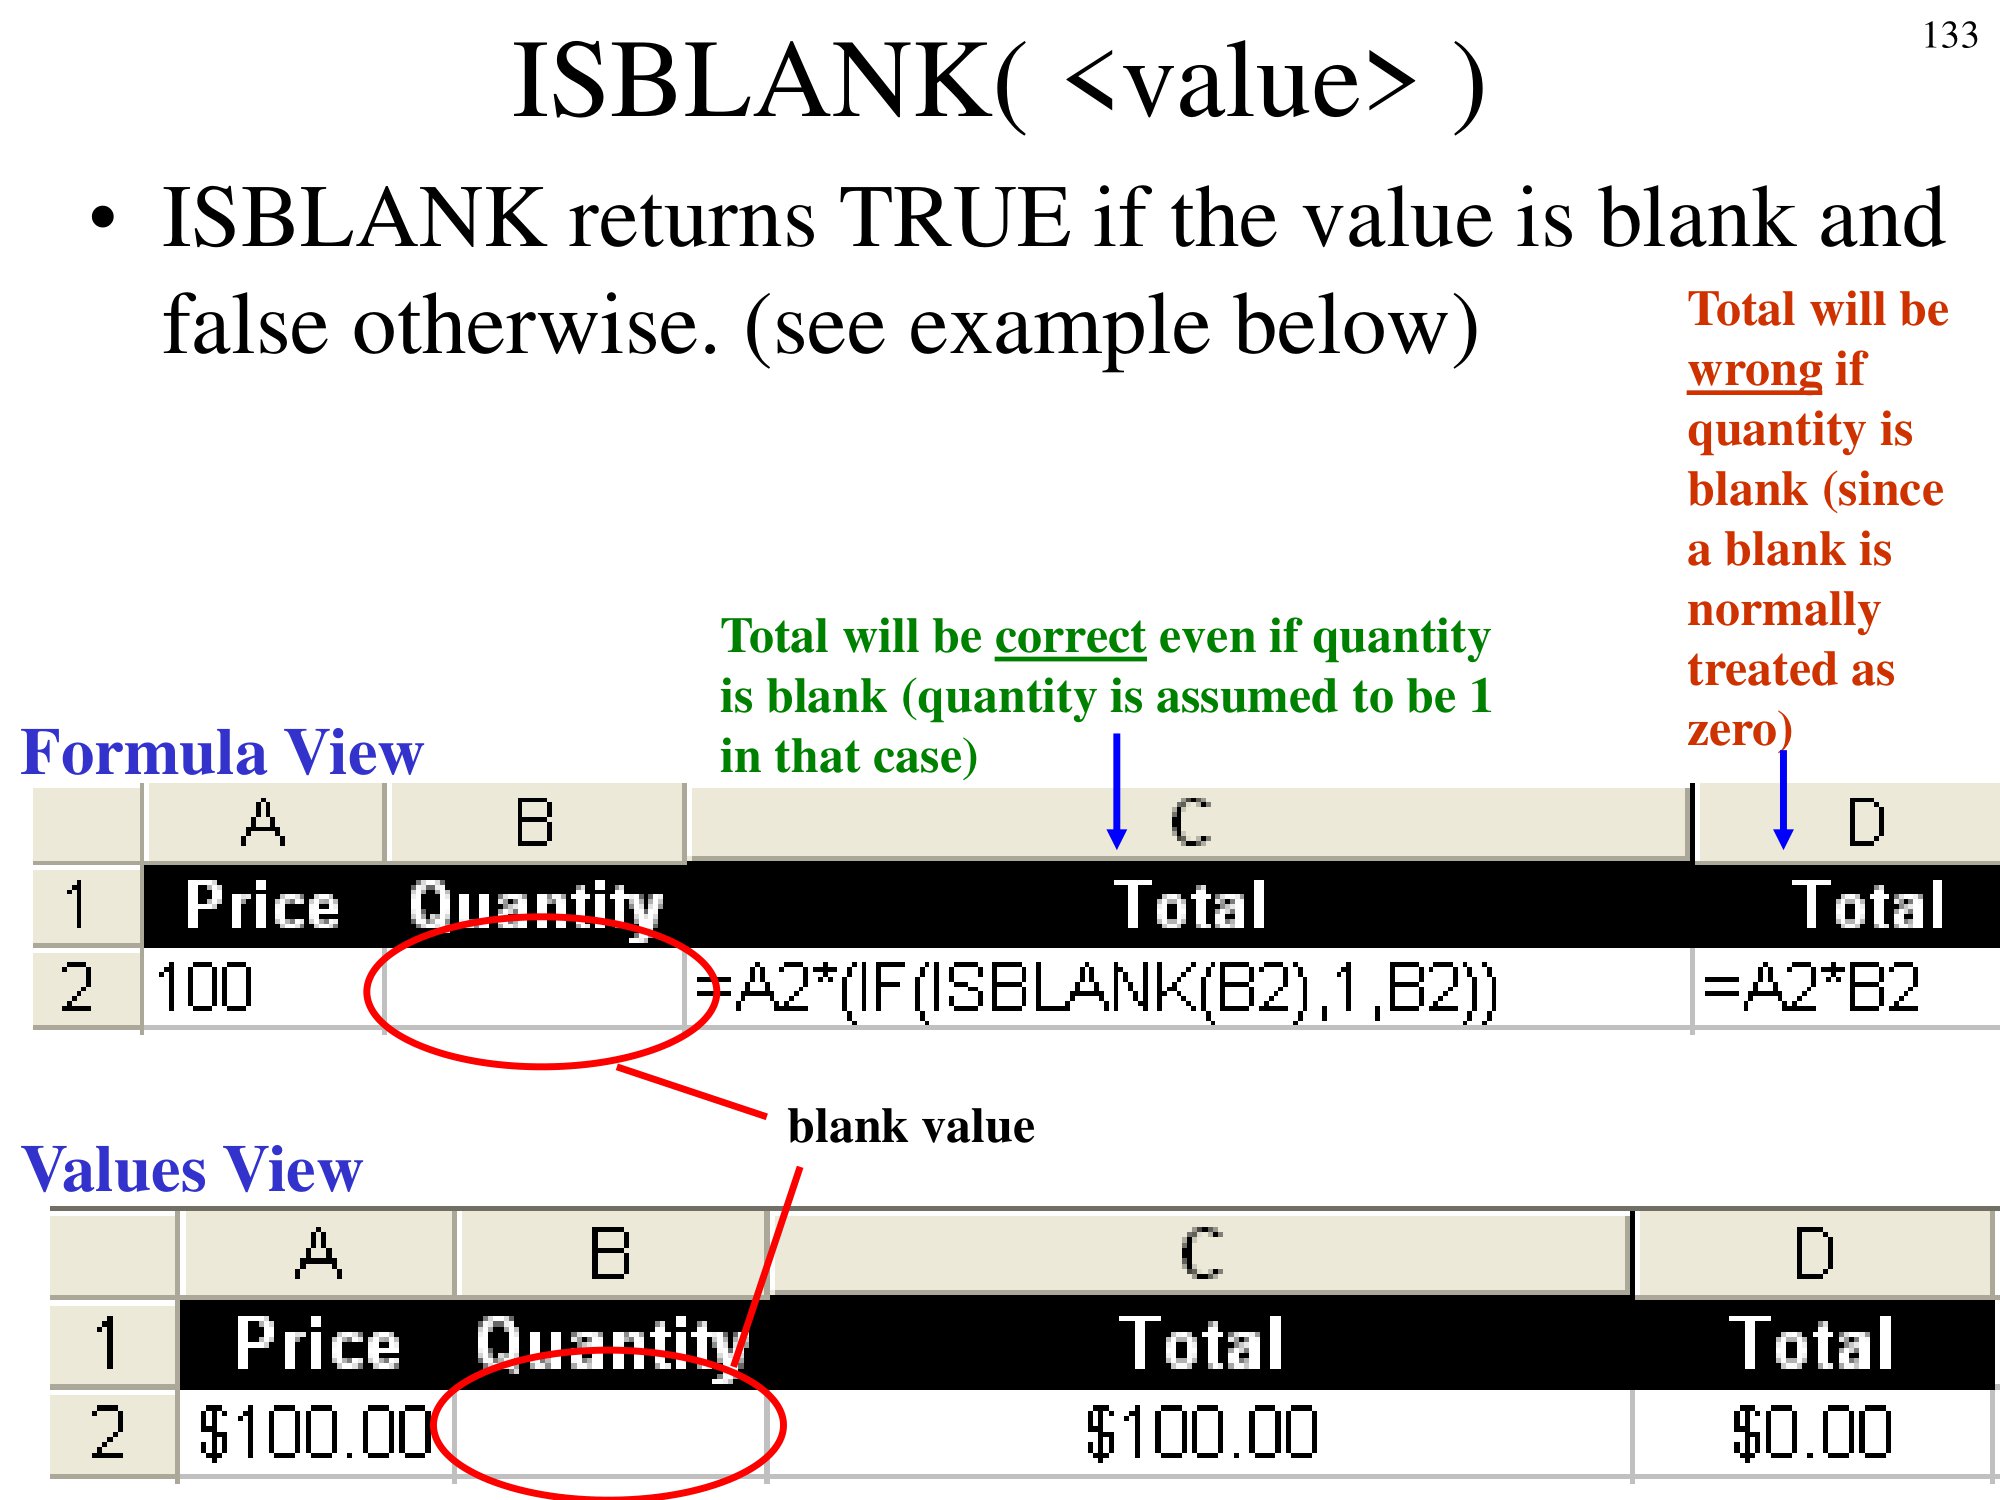 133
ISBLANK( <value> )
• ISBLANK returns TRUE if the value is blank and
false otherwise. (see example below)
Total will be
wrong if
quantity is
blank (since
a blank is
normally
treated as
zero)
Total will be correct even if quantity
is blank (quantity is assumed to be 1
in that case)
Formula View
A B C D
1 Price Quantity Total Total
2 100 =A2*(IF(ISBLANK(B2),1,B2)) =A2*B2
blank value
Values View
A B C D
1 Price Quantity Total Total
2 $100.00 $100.00 $0.00